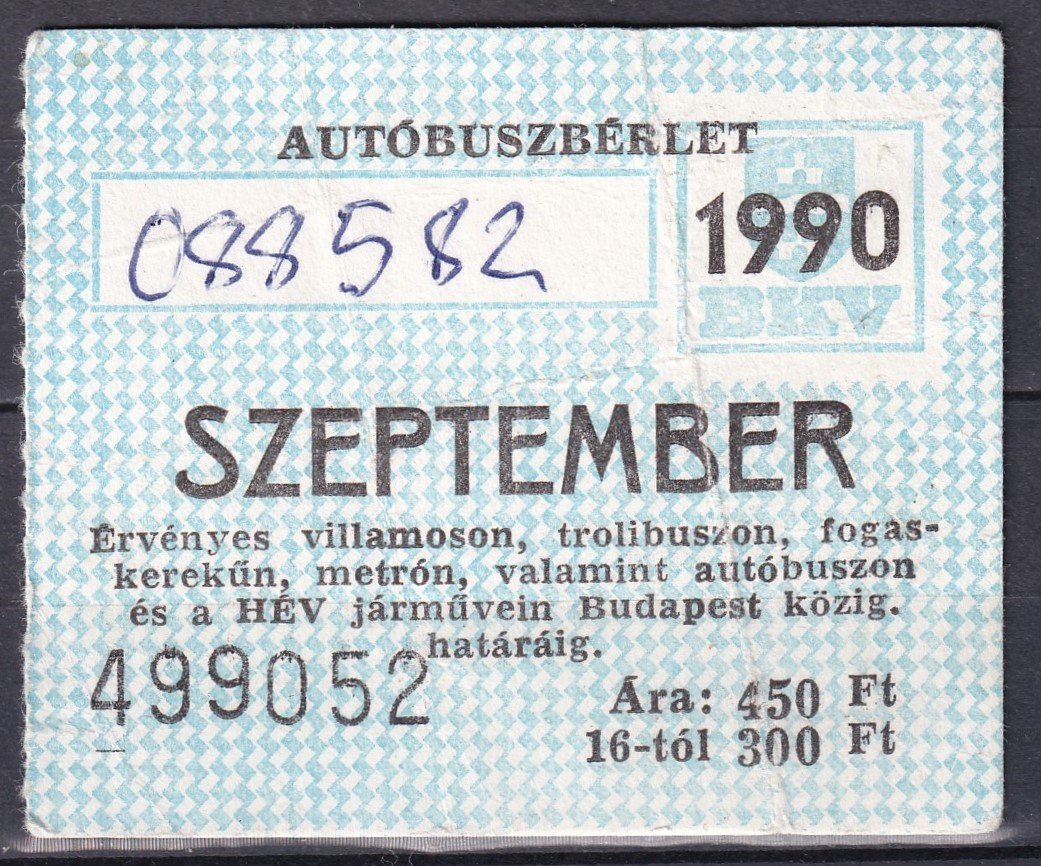 AUTÓBUSZBÉRLET
088582
1990
BKV
SZEPTEMBER
Érvényes villamoson, trolibuszon, fogas-
kerekűn, metrón, valamint autóbuszon
és a HÉV járművein Budapest közig.
határáig.
499052
Ára: 450 Ft
16-tól 300 Ft